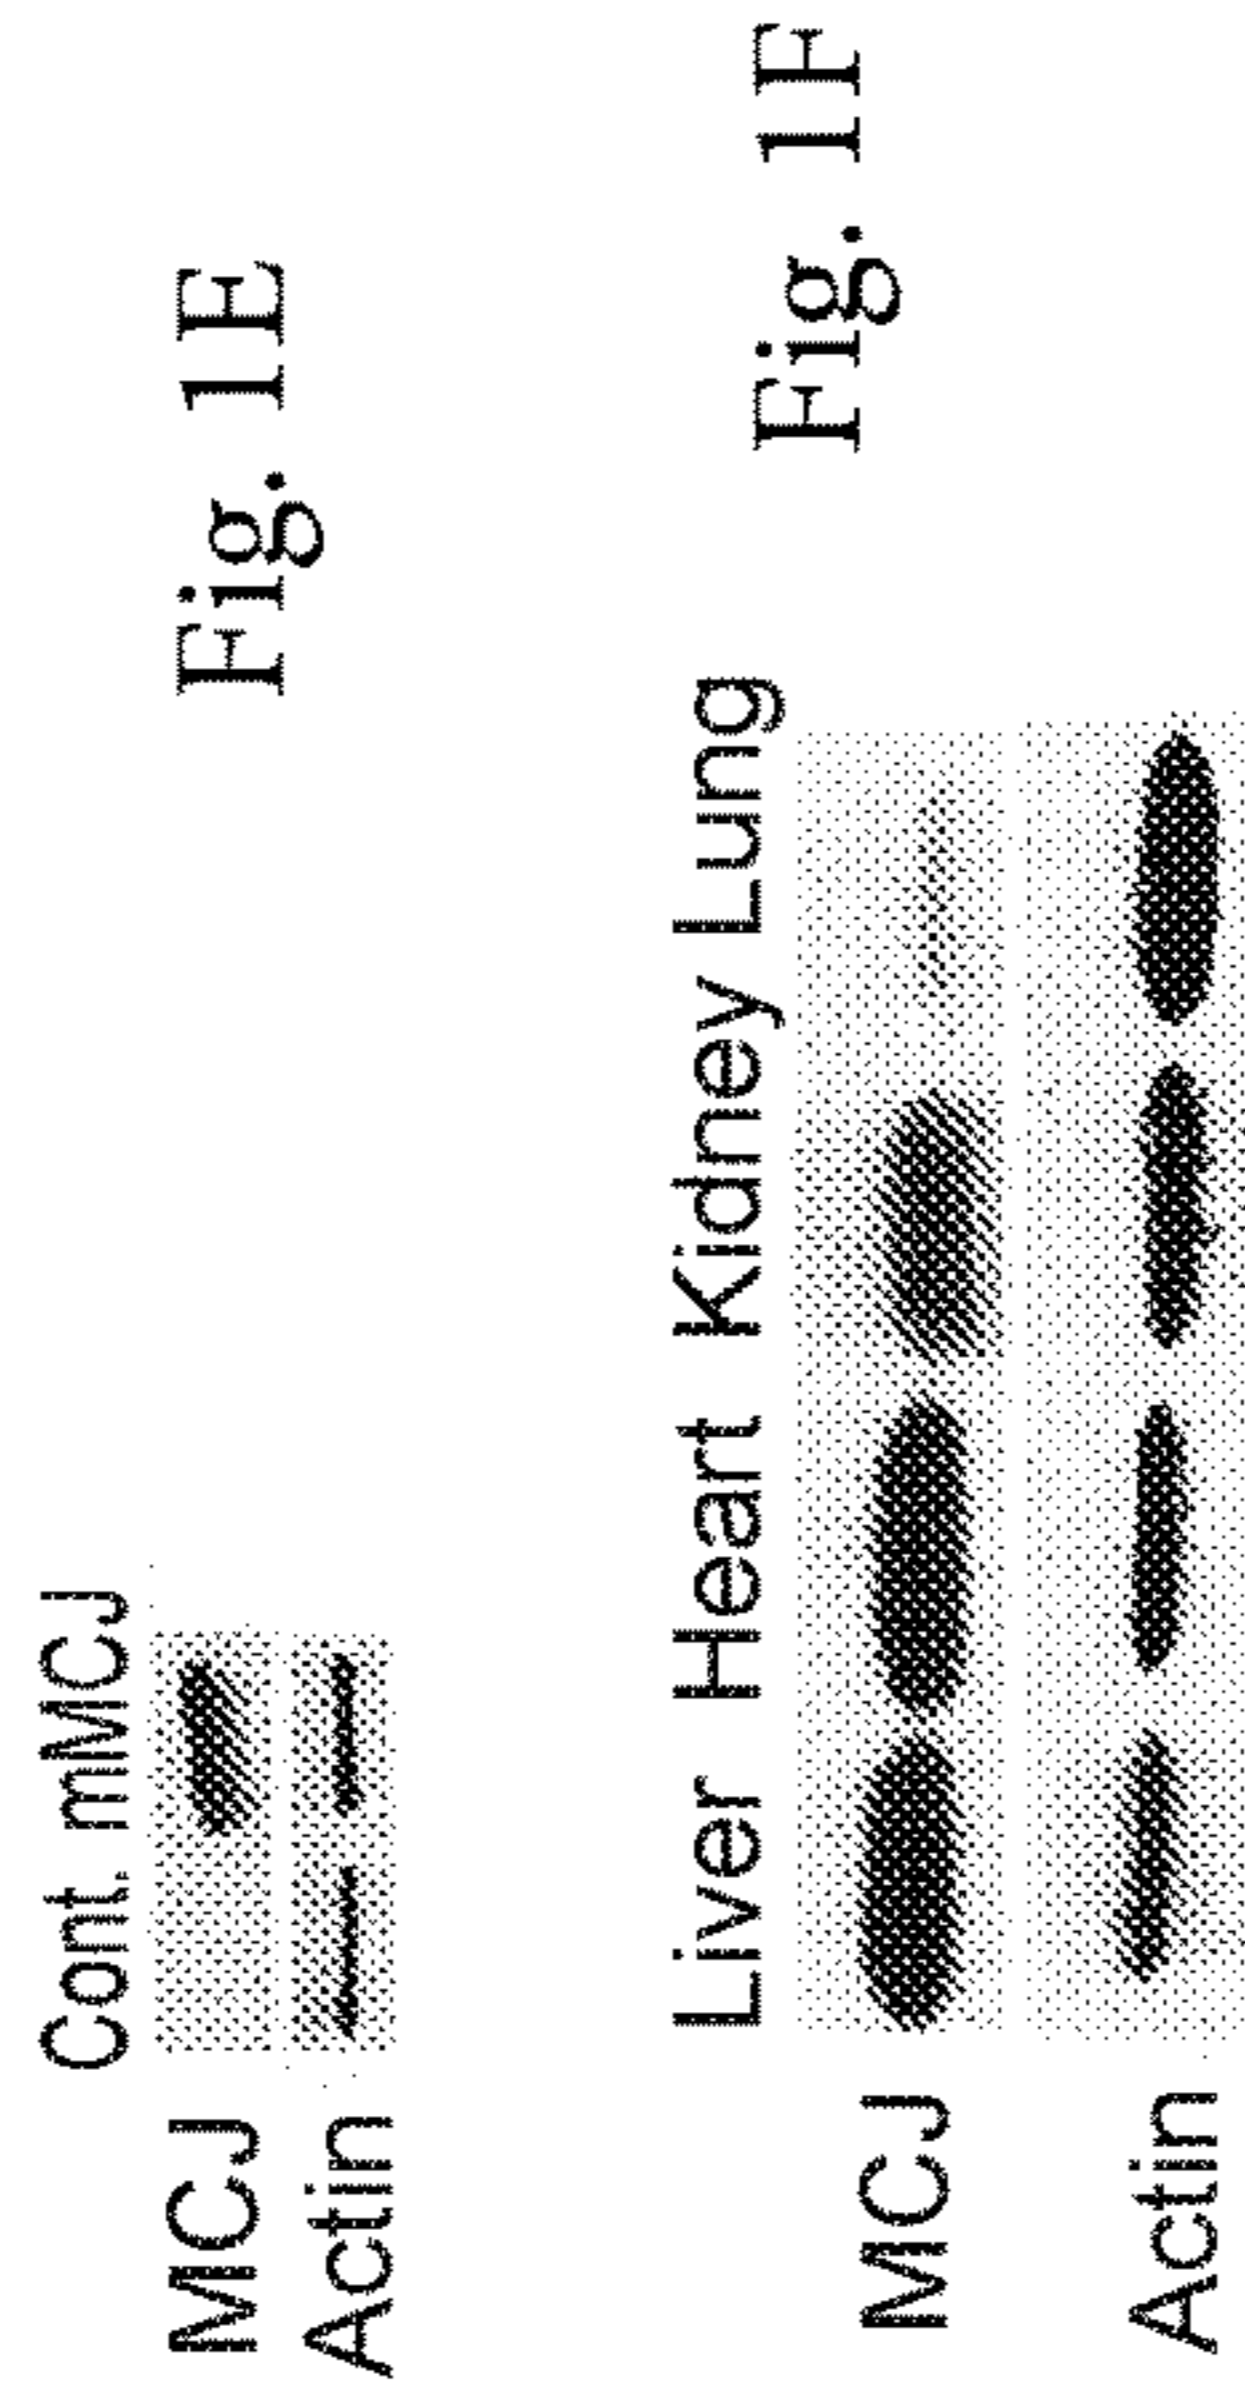 Fig. 1E
Cont. mMCJ
MCJ
Actin
Fig. 1F
Liver Heart Kidney Lung
MCJ
Actin